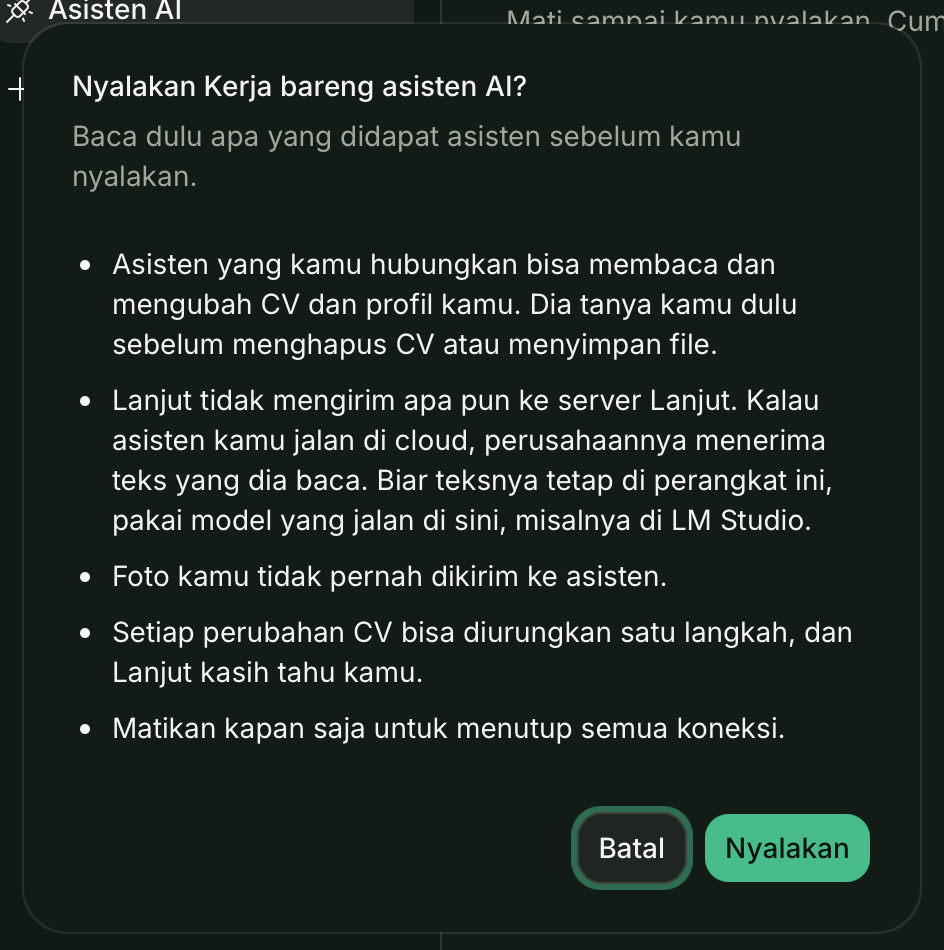 Asisten AI
Mati sampai kamu nyalakan. Cum
Nyalakan Kerja bareng asisten AI?
Baca dulu apa yang didapat asisten sebelum kamu
nyalakan.
• Asisten yang kamu hubungkan bisa membaca dan
mengubah CV dan profil kamu. Dia tanya kamu dulu
sebelum menghapus CV atau menyimpan file.
• Lanjut tidak mengirim apa pun ke server Lanjut. Kalau
asisten kamu jalan di cloud, perusahaannya menerima
teks yang dia baca. Biar teksnya tetap di perangkat ini,
pakai model yang jalan di sini, misalnya di LM Studio.
• Foto kamu tidak pernah dikirim ke asisten.
• Setiap perubahan CV bisa diurungkan satu langkah, dan
Lanjut kasih tahu kamu.
• Matikan kapan saja untuk menutup semua koneksi.
Batal
Nyalakan